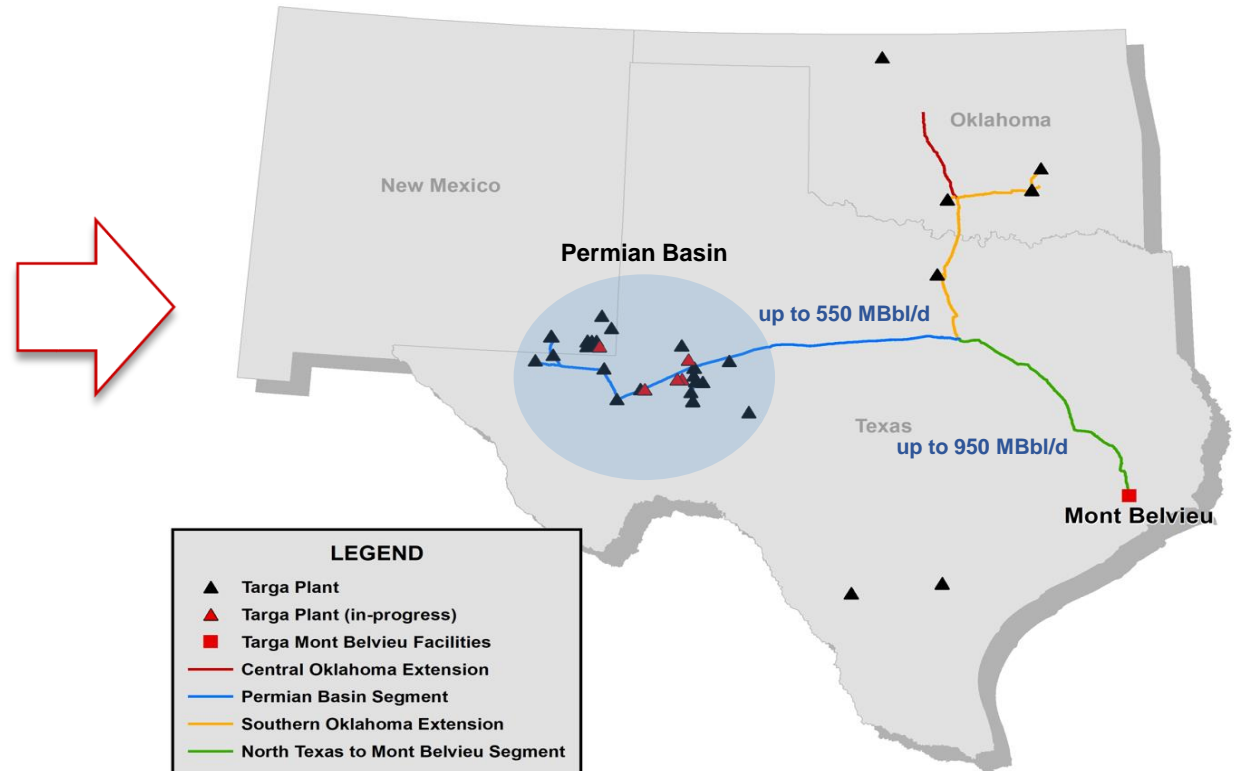 Oklahoma
New Mexico
Permian Basin
up to 550 MBbl/d
Texas
up to 950 MBbl/d
Mont Belvieu
LEGEND
Targa Plant
Targa Plant (in-progress)
Targa Mont Belvieu Facilities
Central Oklahoma Extension
Permian Basin Segment
Southern Oklahoma Extension
North Texas to Mont Belvieu Segment